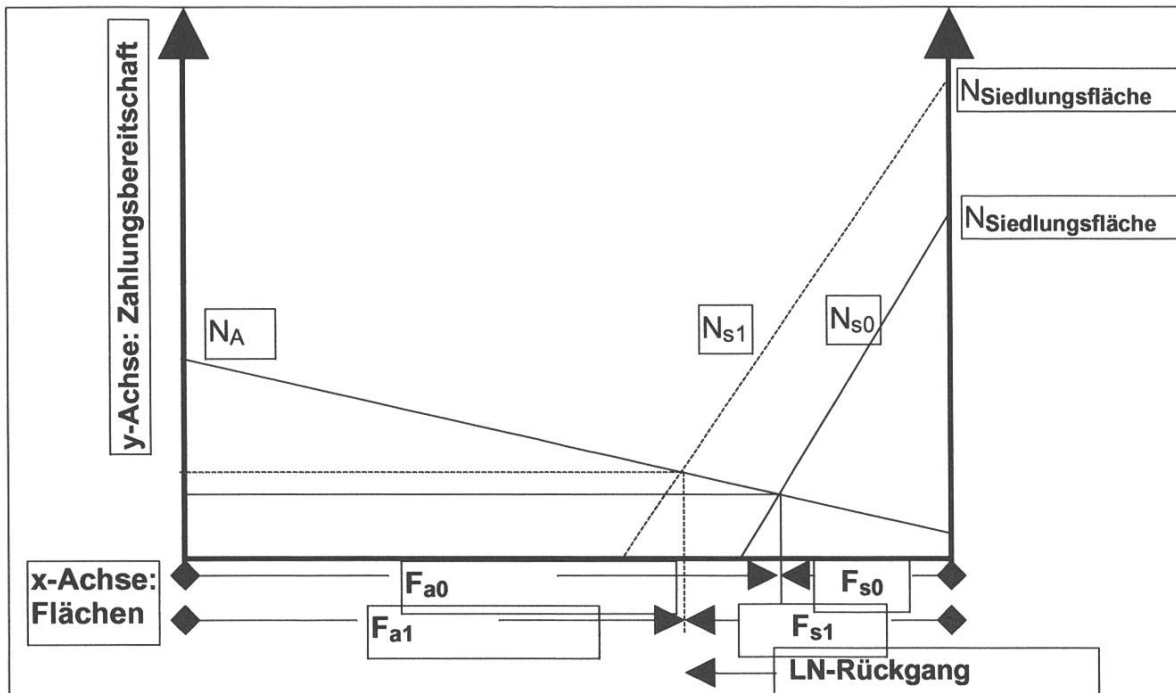 y-Achse: Zahlungsbereitschaft
NSiedlungsfläche
NSiedlungsfläche
NA
Ns1
Ns0
x-Achse:
Flächen
Fa0
Fs0
Fa1
Fs1
LN-Rückgang